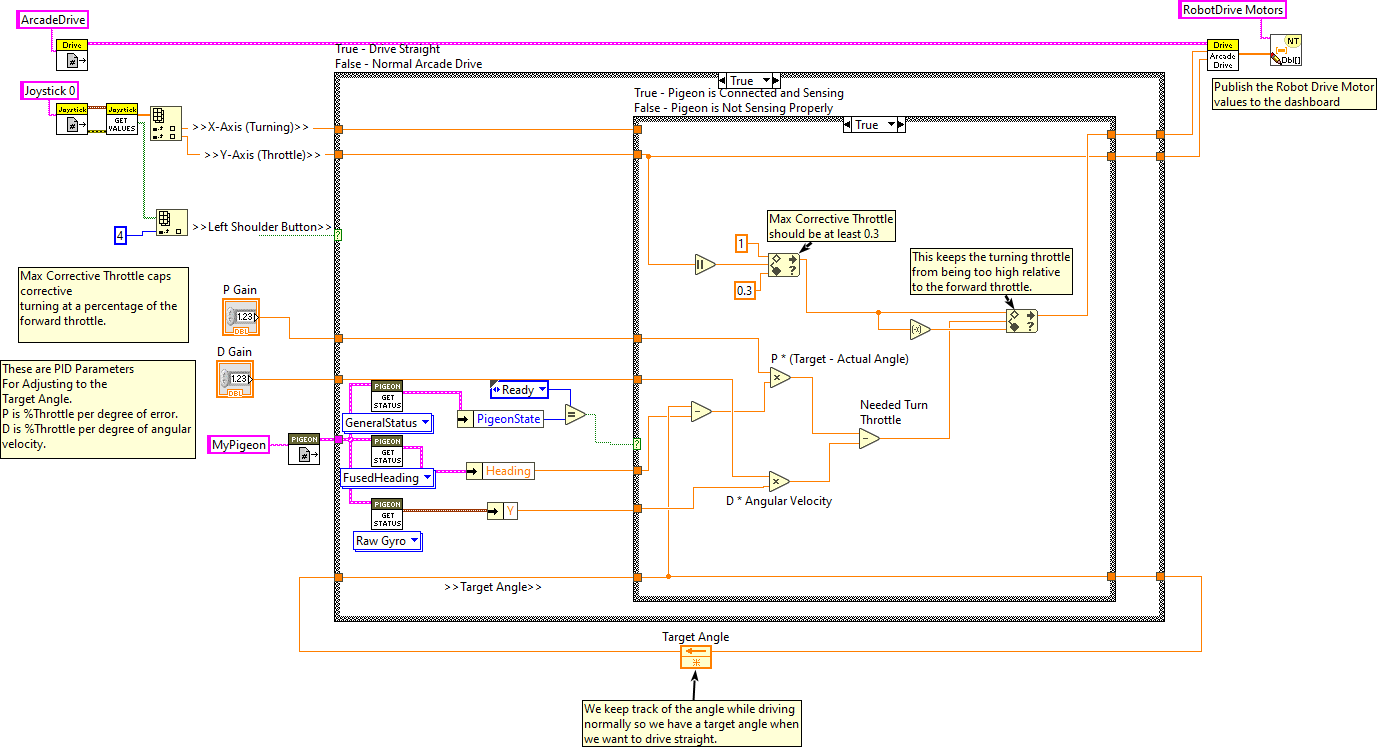 ArcadeDrive
RobotDrive Motors
Drive
#
NT
Dbl[]
Drive
Arcade
Drive
Publish the Robot Drive Motor
values to the dashboard
True - Drive Straight
False - Normal Arcade Drive
True
Joystick 0
Joystick
#
Joystick
GET
VALUES
True - Pigeon is Connected and Sensing
False - Pigeon is Not Sensing Properly
True
>>X-Axis (Turning)>>
>>Y-Axis (Throttle)>>
>>Left Shoulder Button>>
4
?
Max Corrective Throttle
should be at least 0.3
1
0.3
?
This keeps the turning throttle
from being too high relative
to the forward throttle.
?
(-x)
Max Corrective Throttle caps
corrective
turning at a percentage of the
forward throttle.
P Gain
1.23
DBL
D Gain
1.23
DBL
These are PID Parameters
For Adjusting to the
Target Angle.
P is %Throttle per degree of error.
D is %Throttle per degree of angular
velocity.
PIGEON
GET
STATUS
GeneralStatus
Ready
PigeonState
=
?
P * (Target - Actual Angle)
×
-
Needed Turn
Throttle
-
MyPigeon
PIGEON
#
PIGEON
GET
STATUS
FusedHeading
Heading
×
D * Angular Velocity
PIGEON
GET
STATUS
Y
Raw Gyro
>>Target Angle>>
Target Angle
We keep track of the angle while driving
normally so we have a target angle when
we want to drive straight.